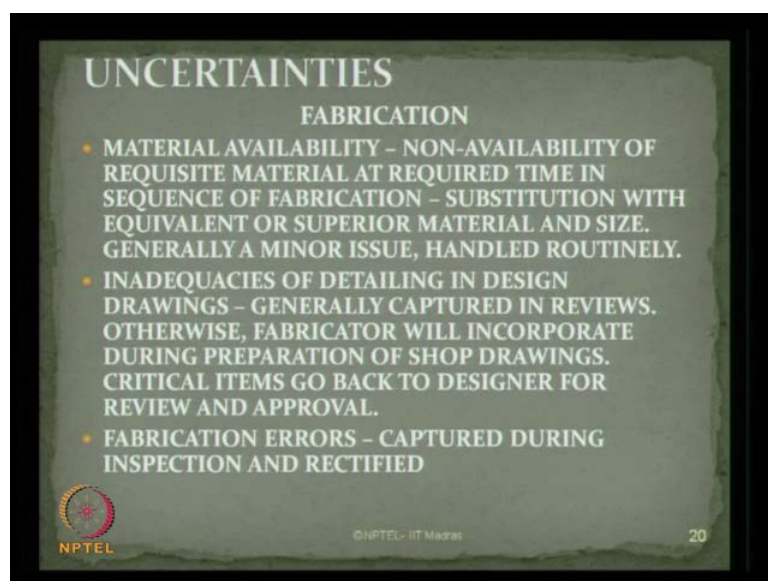 UNCERTAINTIES
FABRICATION
• MATERIAL AVAILABILITY – NON-AVAILABILITY OF
REQUISITE MATERIAL AT REQUIRED TIME IN
SEQUENCE OF FABRICATION – SUBSTITUTION WITH
EQUIVALENT OR SUPERIOR MATERIAL AND SIZE.
GENERALLY A MINOR ISSUE, HANDLED ROUTINELY.
• INADEQUACIES OF DETAILING IN DESIGN
DRAWINGS – GENERALLY CAPTURED IN REVIEWS.
OTHERWISE, FABRICATOR WILL INCORPORATE
DURING PREPARATION OF SHOP DRAWINGS.
CRITICAL ITEMS GO BACK TO DESIGNER FOR
REVIEW AND APPROVAL.
• FABRICATION ERRORS – CAPTURED DURING
INSPECTION AND RECTIFIED
NPTEL
©NPTEL- IIT Madras
20